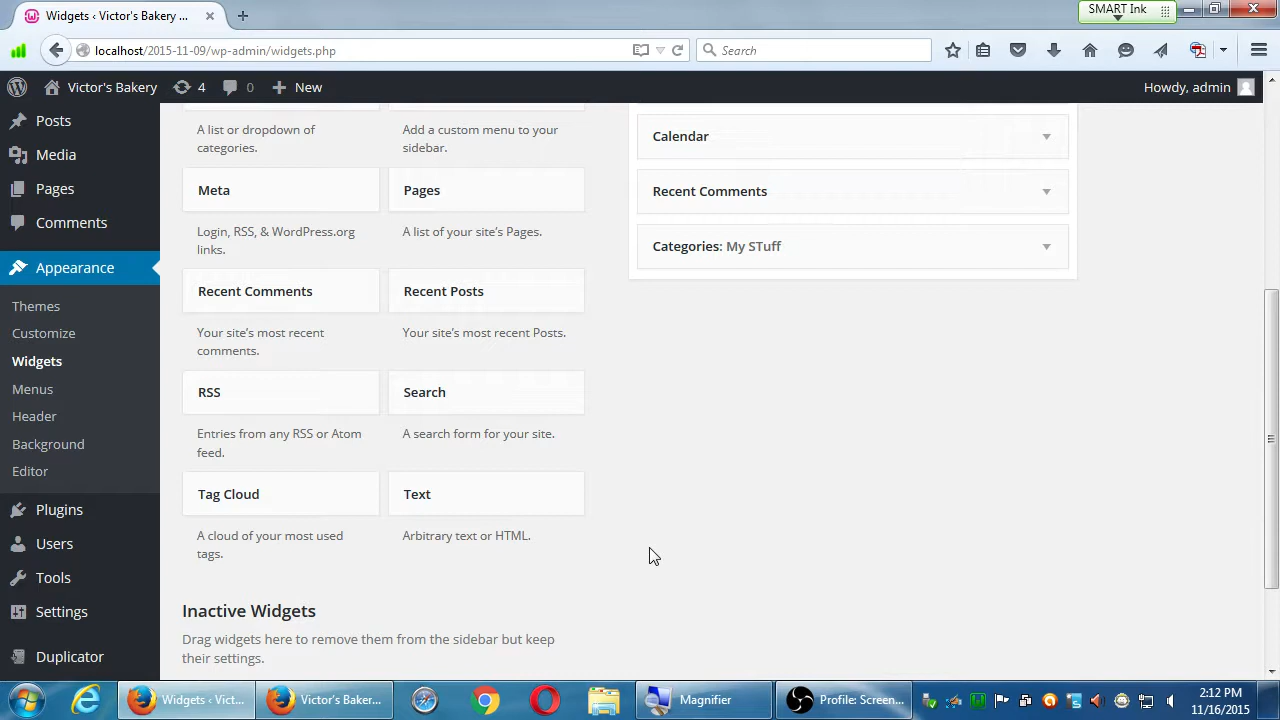 Widgets ‹ Victor's Bakery ...
SMART Ink
localhost/2015-11-09/wp-admin/widgets.php
Search
Victor's Bakery
4
0
New
Howdy, admin
Posts
Media
Pages
Comments
Appearance
Themes
Customize
Widgets
Menus
Header
Background
Editor
Plugins
Users
Tools
Settings
Duplicator
A list or dropdown of
categories.
Add a custom menu to your
sidebar.
Meta
Login, RSS, & WordPress.org
links.
Pages
A list of your site's Pages.
Recent Comments
Your site's most recent
comments.
Recent Posts
Your site's most recent Posts.
RSS
Entries from any RSS or Atom
feed.
Search
A search form for your site.
Tag Cloud
A cloud of your most used
tags.
Text
Arbitrary text or HTML.
Inactive Widgets
Drag widgets here to remove them from the sidebar but keep
their settings.
Calendar
Recent Comments
Categories: My STuff
Widgets ‹ Vict...
Victor's Baker...
Magnifier
Profile: Screen...
2:12 PM
11/16/2015